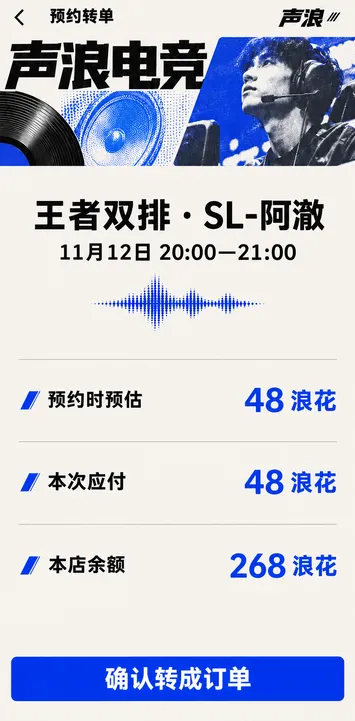 预约转单
声浪
声浪电竞
王者双排 · SL-阿澈
11月12日 20:00—21:00
预约时预估 48 浪花
本次应付 48 浪花
本店余额 268 浪花
确认转成订单